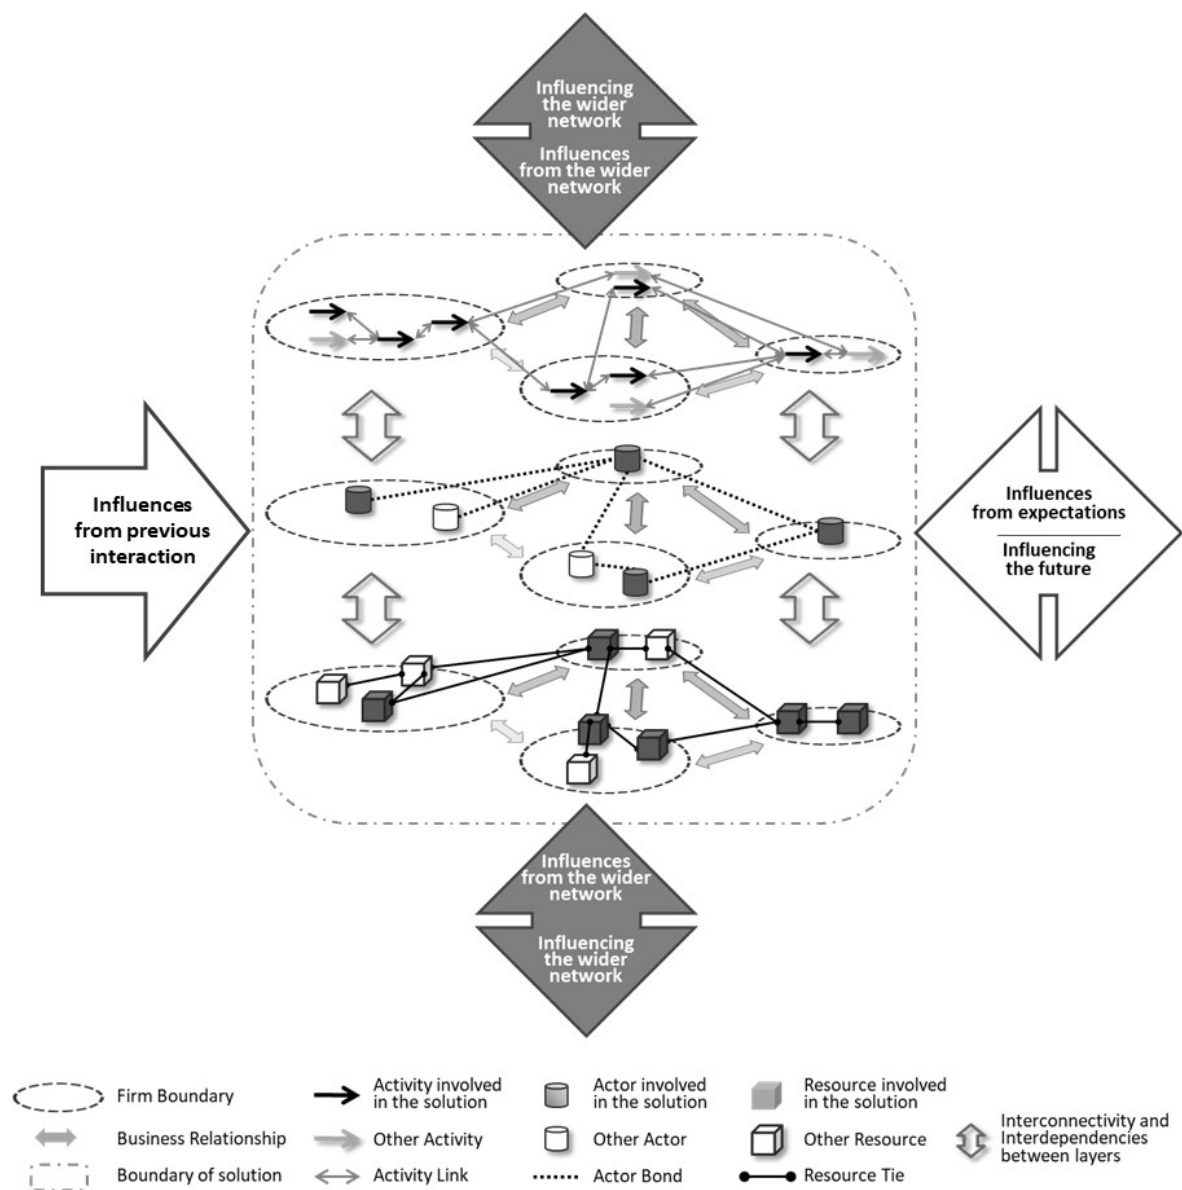 Influencing
the wider
network
Influences
from the wider
network
Influences
from previous
interaction
Influences
from expectations
Influencing
the future
Influences
from the wider
network
Influencing
the wider
network
Firm Boundary
Business Relationship
Boundary of solution
Activity involved
in the solution
Other Activity
Activity Link
Actor involved
in the solution
Other Actor
Actor Bond
Resource involved
in the solution
Other Resource
Resource Tie
Interconnectivity and
Interdependencies
between layers